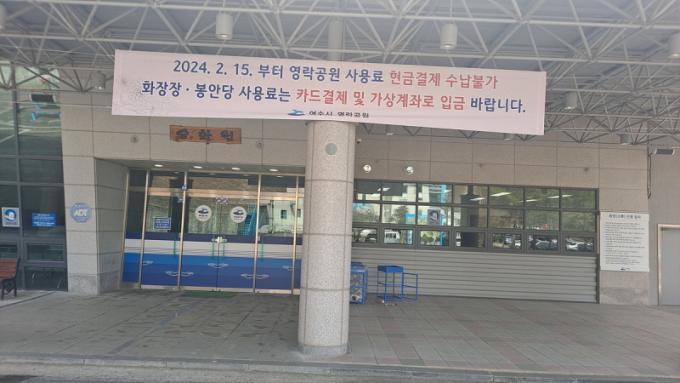 2024. 2. 15. 부터 영락공원 사용료 현금결제 수납불가
화장장 · 봉안당 사용료는 카드결제 및 가상계좌로 입금 바랍니다.
여수시 영락공원
승화원
ADT